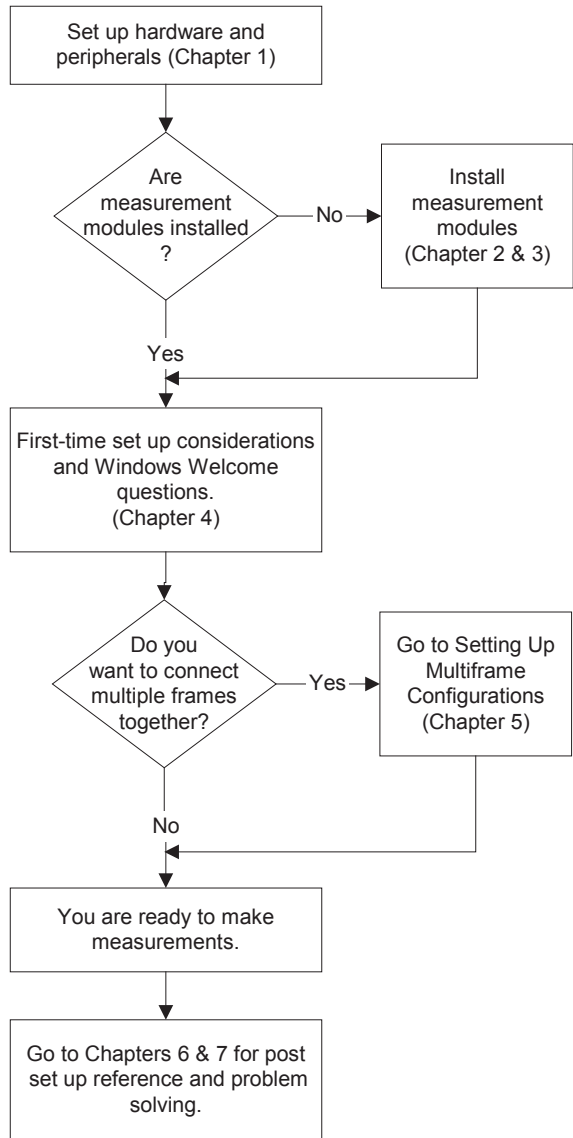 Set up hardware and
peripherals (Chapter 1)
Are
measurement
modules installed
?
No
Install
measurement
modules
(Chapter 2 & 3)
Yes
First-time set up considerations
and Windows Welcome
questions.
(Chapter 4)
Do you
want to connect
multiple frames
together?
Yes
Go to Setting Up
Multiframe
Configurations
(Chapter 5)
No
You are ready to make
measurements.
Go to Chapters 6 & 7 for post
set up reference and problem
solving.